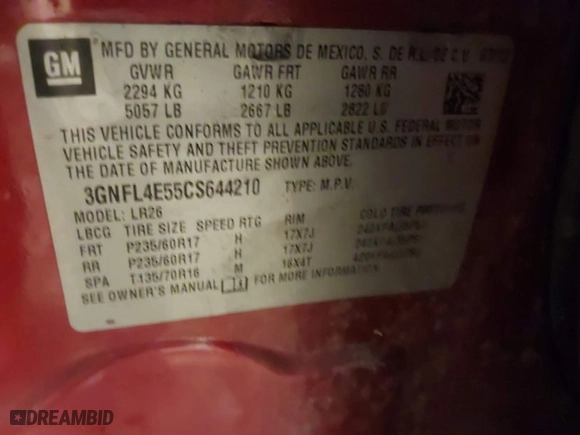 GM
MFD BY GENERAL MOTORS DE MEXICO, S. DE R.L. DE C.V.
GVWR GAWR FRT GAWR RR
2294 KG 1210 KG 1280 KG
5057 LB 2667 LB 2822 LB
THIS VEHICLE CONFORMS TO ALL APPLICABLE U.S. FEDERAL MOTOR
VEHICLE SAFETY AND THEFT PREVENTION STANDARDS IN EFFECT ON
THE DATE OF MANUFACTURE SHOWN ABOVE.
3GNFL4E55CS644210 TYPE: M.P.V.
MODEL: LR26
LBCG TIRE SIZE SPEED RTG RIM COLD TIRE
FRT P235/60R17 H 17X7J
RR P235/60R17 H 17X7J
SPA T135/70R16 M 16X4T
SEE OWNER'S MANUAL FOR MORE INFORMATION
DREAMBID